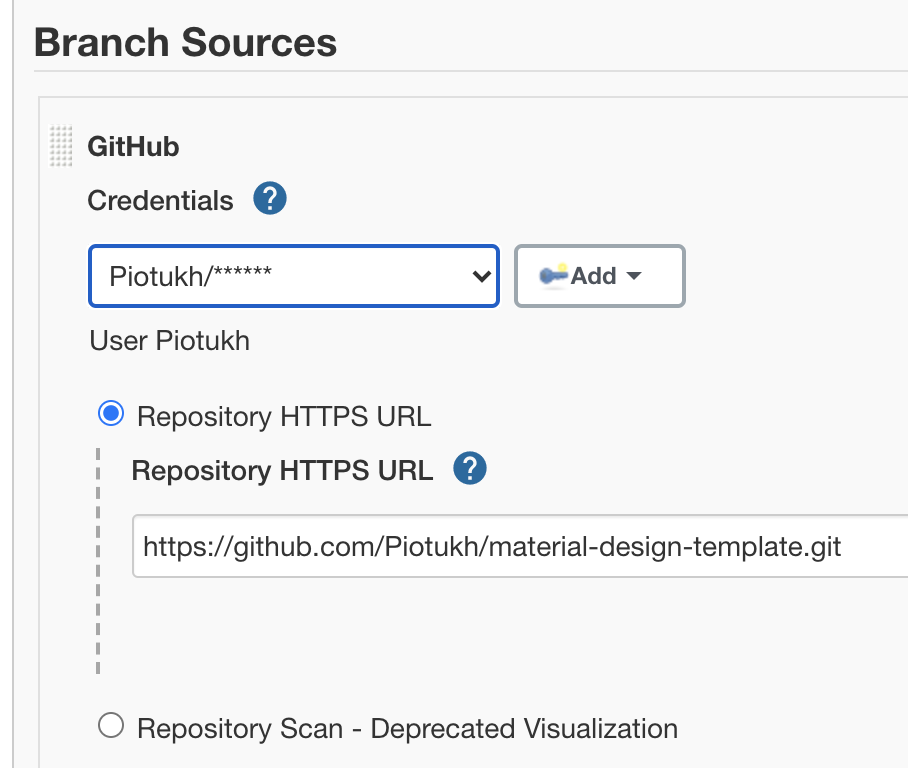 Branch Sources
GitHub
Credentials ?
Piotukh/****** Add
User Piotukh
Repository HTTPS URL
Repository HTTPS URL ?
https://github.com/Piotukh/material-design-template.git
Repository Scan - Deprecated Visualization